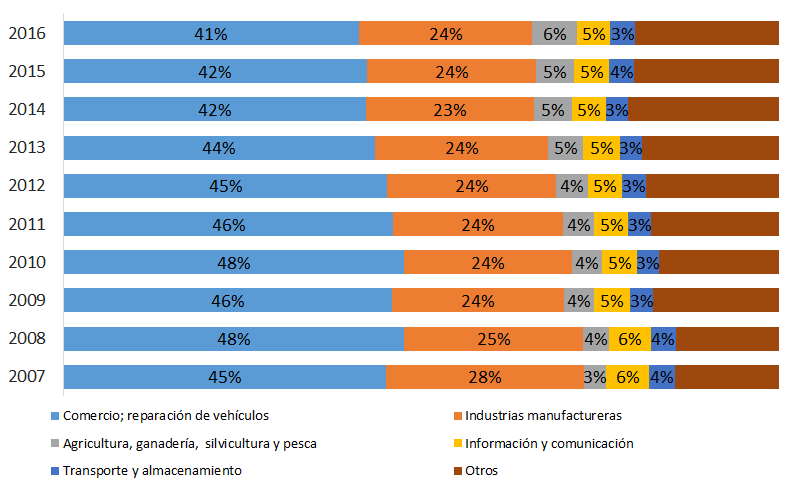 2016 41% 24% 6% 5% 3%
2015 42% 24% 5% 5% 4%
2014 42% 23% 5% 5% 3%
2013 44% 24% 5% 5% 3%
2012 45% 24% 4% 5% 3%
2011 46% 24% 4% 5% 3%
2010 48% 24% 4% 5% 3%
2009 46% 24% 4% 5% 3%
2008 48% 25% 4% 6% 4%
2007 45% 28% 3% 6% 4%
Comercio; reparación de vehículos Industrias manufactureras
Agricultura, ganadería, silvicultura y pesca Información y comunicación
Transporte y almacenamiento Otros